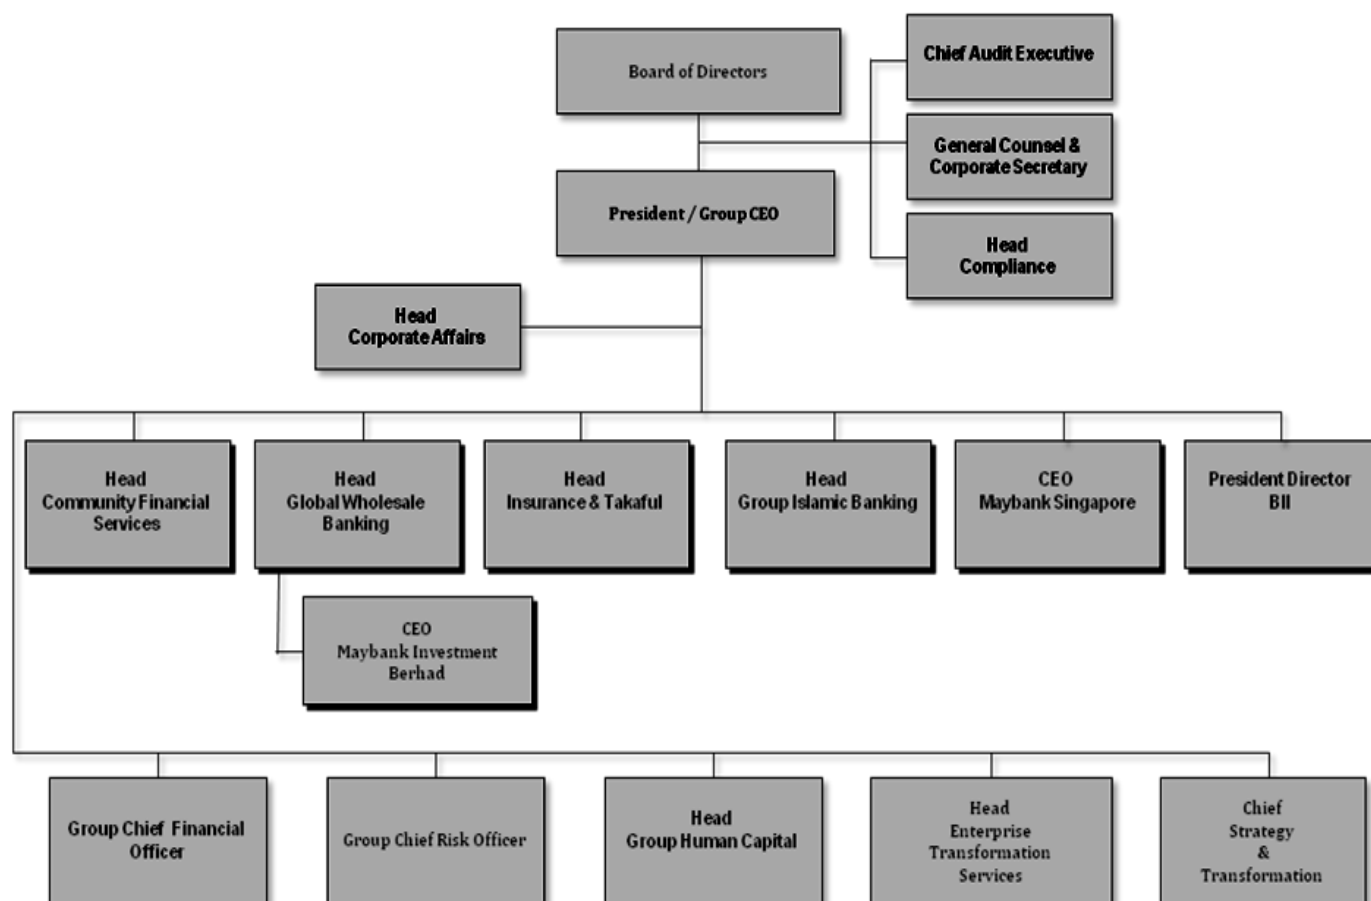 Board of Directors
Chief Audit Executive
General Counsel &
Corporate Secretary
President / Group CEO
Head
Compliance
Head
Corporate Affairs
Head
Community Financial
Services
Head
Global Wholesale
Banking
Head
Insurance & Takaful
Head
Group Islamic Banking
CEO
Maybank Singapore
President Director
BII
CEO
Maybank Investment
Berhad
Group Chief Financial
Officer
Group Chief Risk Officer
Head
Group Human Capital
Head
Enterprise
Transformation
Services
Chief
Strategy
&
Transformation